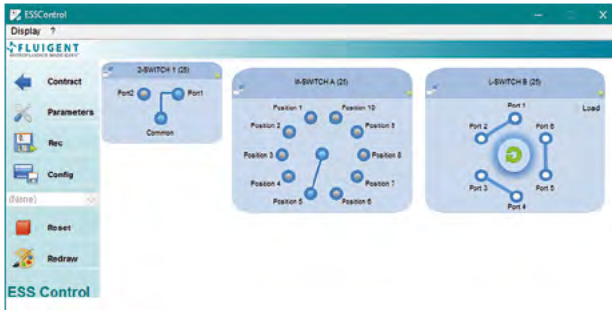 ESSControl
Display ?
FLUIGENT
Contract
Parameters
Rec
Config
(None)
Reset
Redraw
ESS Control
2-SWITCH 1 (25)
Port2
Port1
Common
M-SWITCH A (25)
Position 1
Position 10
Position 2
Position 9
Position 3
Position 8
Position 4
Position 7
Position 5
Position 6
L-SWITCH B (25)
Load
Port 1
Port 2
Port 6
Port 3
Port 5
Port 4